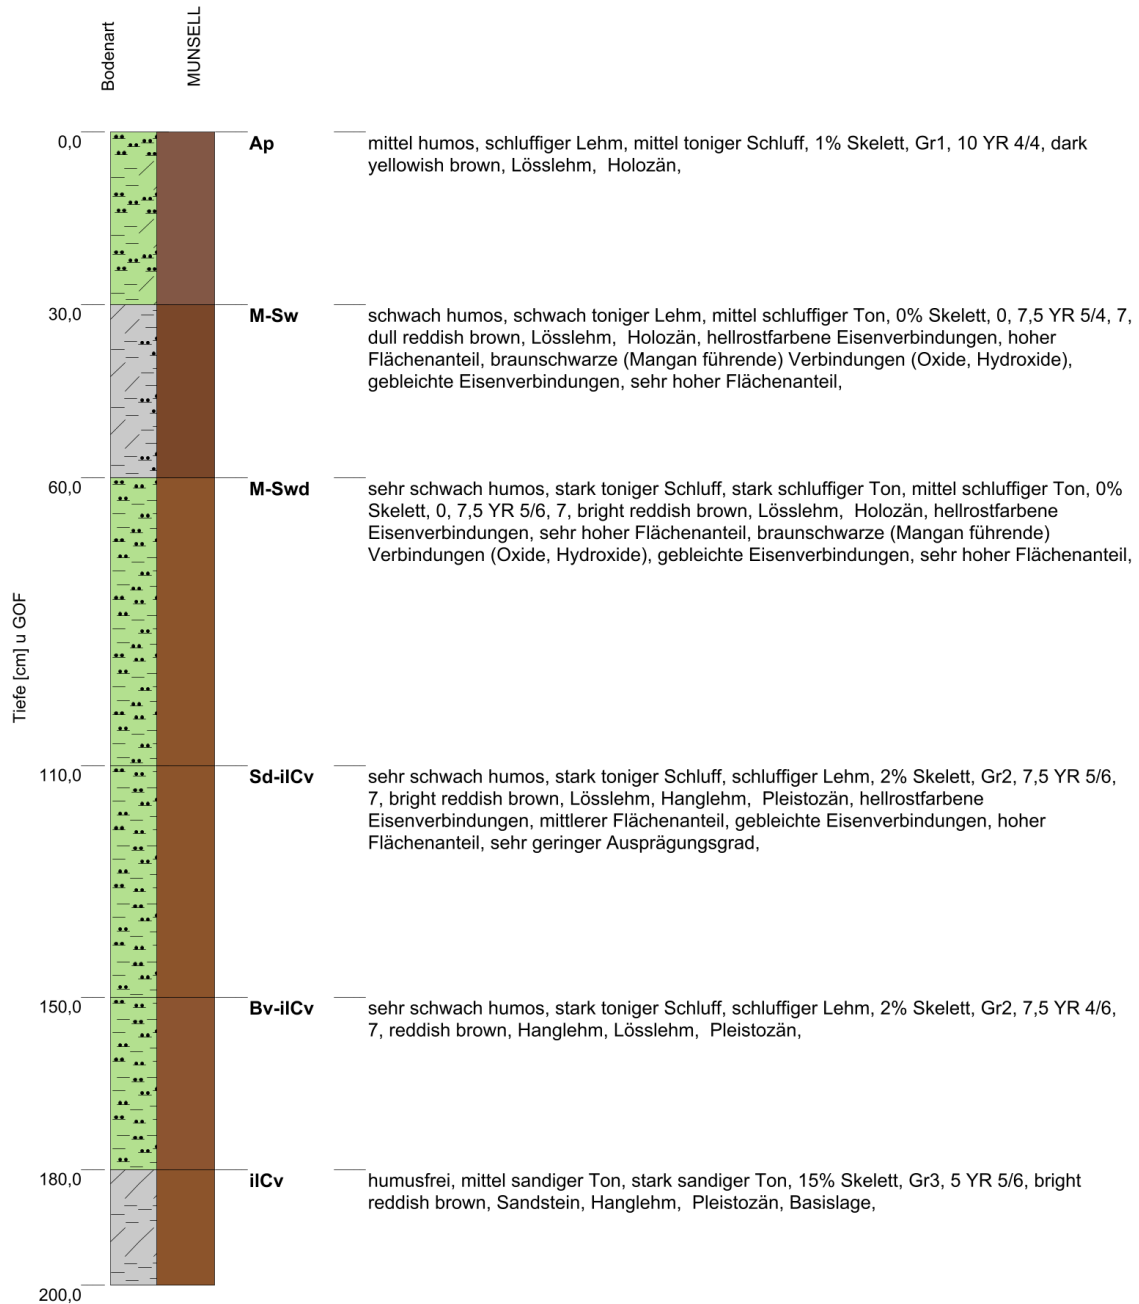 Bodenart
MUNSELL
Tiefe [cm] u GOF
0,0
Ap
mittel humos, schluffiger Lehm, mittel toniger Schluff, 1% Skelett, Gr1, 10 YR 4/4, dark
yellowish brown, Lösslehm, Holozän,
30,0
M-Sw
schwach humos, schwach toniger Lehm, mittel schluffiger Ton, 0% Skelett, 0, 7,5 YR 5/4, 7,
dull reddish brown, Lösslehm, Holozän, hellrostfarbene Eisenverbindungen, hoher
Flächenanteil, braunschwarze (Mangan führende) Verbindungen (Oxide, Hydroxide),
gebleichte Eisenverbindungen, sehr hoher Flächenanteil,
60,0
M-Swd
sehr schwach humos, stark toniger Schluff, stark schluffiger Ton, mittel schluffiger Ton, 0%
Skelett, 0, 7,5 YR 5/6, 7, bright reddish brown, Lösslehm, Holozän, hellrostfarbene
Eisenverbindungen, sehr hoher Flächenanteil, braunschwarze (Mangan führende)
Verbindungen (Oxide, Hydroxide), gebleichte Eisenverbindungen, sehr hoher Flächenanteil,
110,0
Sd-ilCv
sehr schwach humos, stark toniger Schluff, schluffiger Lehm, 2% Skelett, Gr2, 7,5 YR 5/6,
7, bright reddish brown, Lösslehm, Hanglehm, Pleistozän, hellrostfarbene
Eisenverbindungen, mittlerer Flächenanteil, gebleichte Eisenverbindungen, hoher
Flächenanteil, sehr geringer Ausprägungsgrad,
150,0
Bv-ilCv
sehr schwach humos, stark toniger Schluff, schluffiger Lehm, 2% Skelett, Gr2, 7,5 YR 4/6,
7, reddish brown, Hanglehm, Lösslehm, Pleistozän,
180,0
ilCv
humusfrei, mittel sandiger Ton, stark sandiger Ton, 15% Skelett, Gr3, 5 YR 5/6, bright
reddish brown, Sandstein, Hanglehm, Pleistozän, Basislage,
200,0